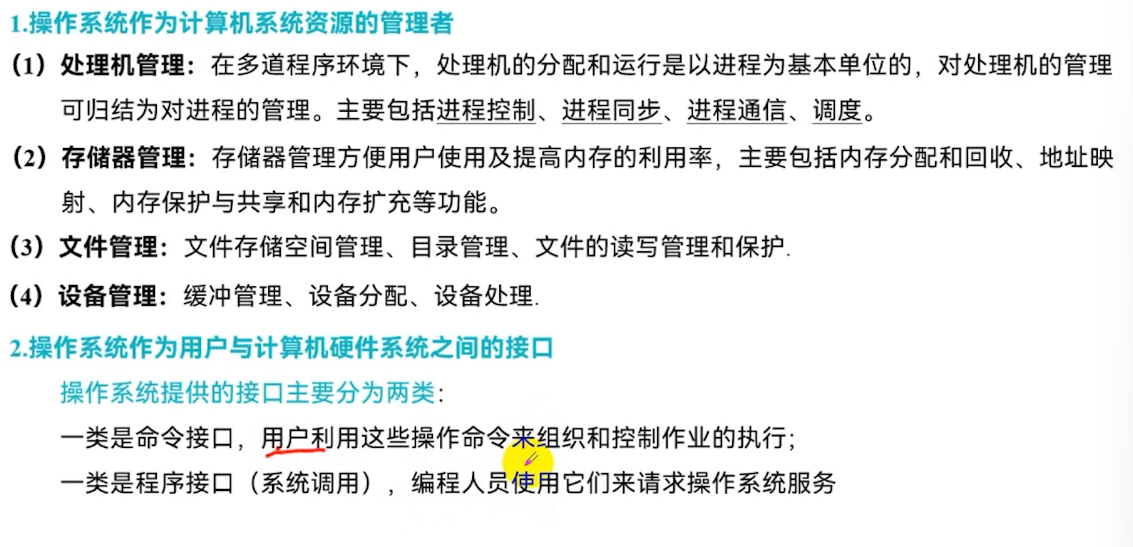 1.操作系统作为计算机系统资源的管理者
（1）处理机管理：在多道程序环境下，处理机的分配和运行是以进程为基本单位的，对处理机的管理
可归结为对进程的管理。主要包括进程控制、进程同步、进程通信、调度。
（2）存储器管理：存储器管理方便用户使用及提高内存的利用率，主要包括内存分配和回收、地址映
射、内存保护与共享和内存扩充等功能。
（3）文件管理：文件存储空间管理、目录管理、文件的读写管理和保护.
（4）设备管理：缓冲管理、设备分配、设备处理.
2.操作系统作为用户与计算机硬件系统之间的接口
操作系统提供的接口主要分为两类：
一类是命令接口，用户利用这些操作命令来组织和控制作业的执行；
一类是程序接口（系统调用），编程人员使用它们来请求操作系统服务